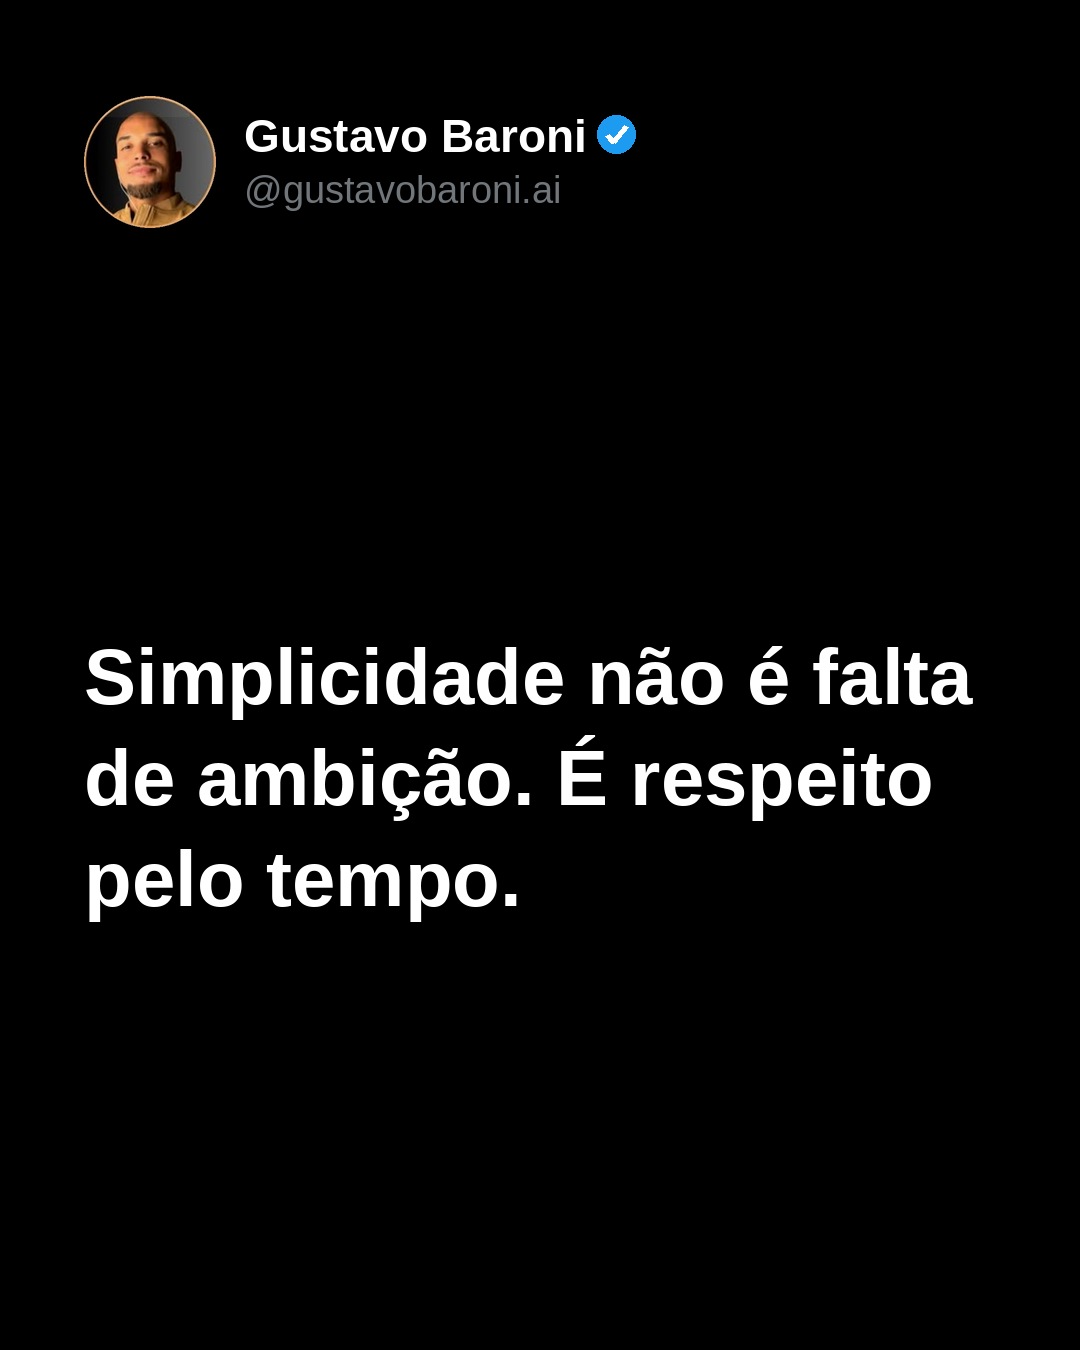 Gustavo Baroni
@gustavobaroni.ai
Simplicidade não é falta
de ambição. É respeito
pelo tempo.